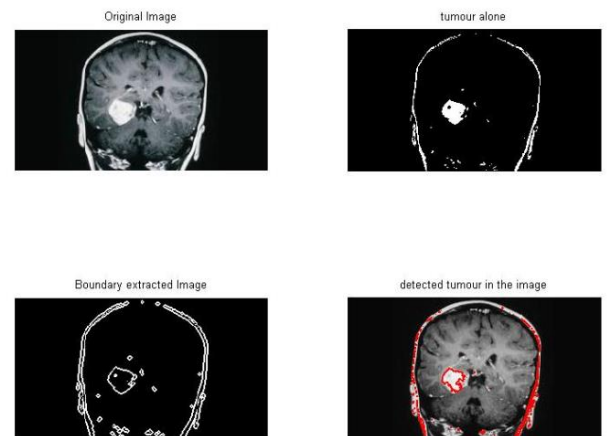 Original Image
tumour alone
Boundary extracted Image
detected tumour in the image